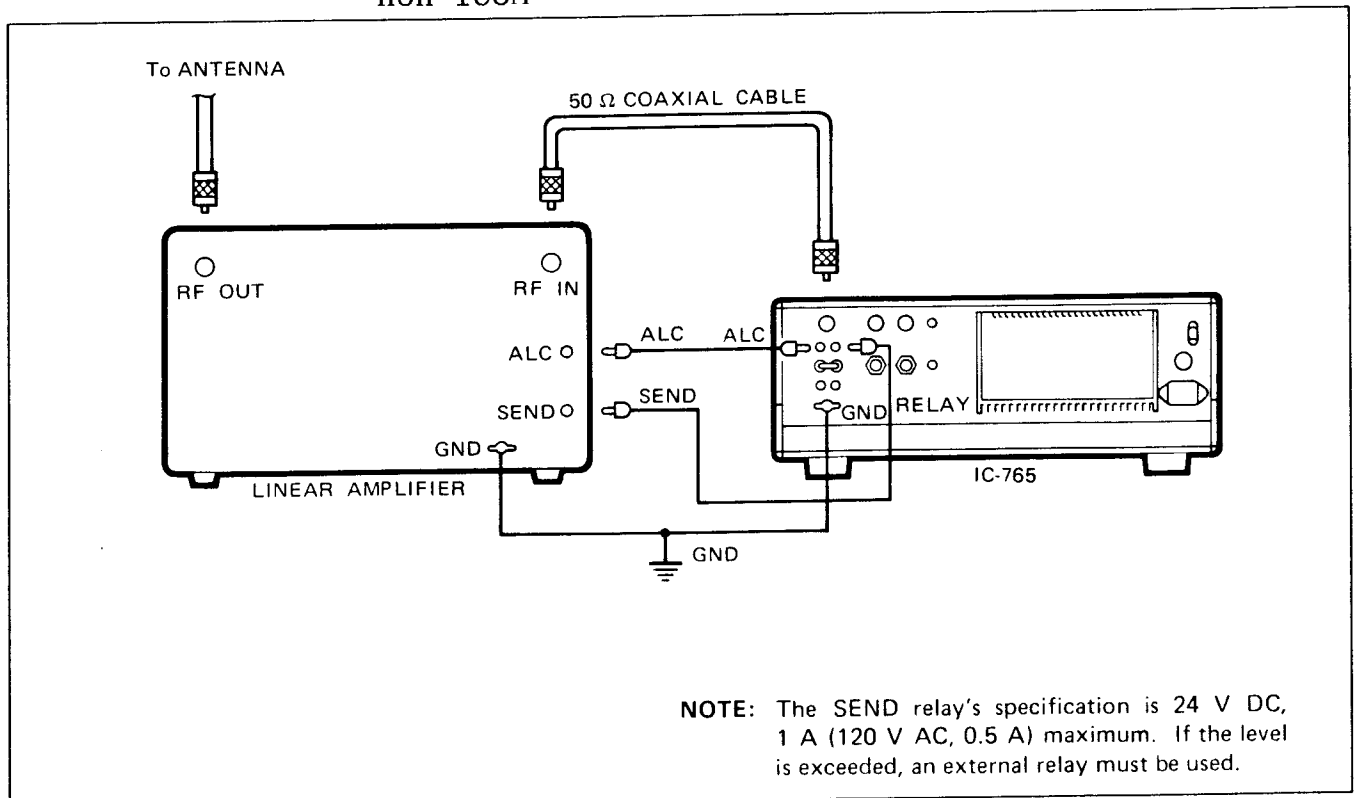 non-ICOM
To ANTENNA
50 Ω COAXIAL CABLE
RF OUT
RF IN
ALC
ALC
ALC
SEND
SEND
GND
GND
RELAY
LINEAR AMPLIFIER
IC-765
GND
NOTE: The SEND relay's specification is 24 V DC,
1 A (120 V AC, 0.5 A) maximum. If the level
is exceeded, an external relay must be used.